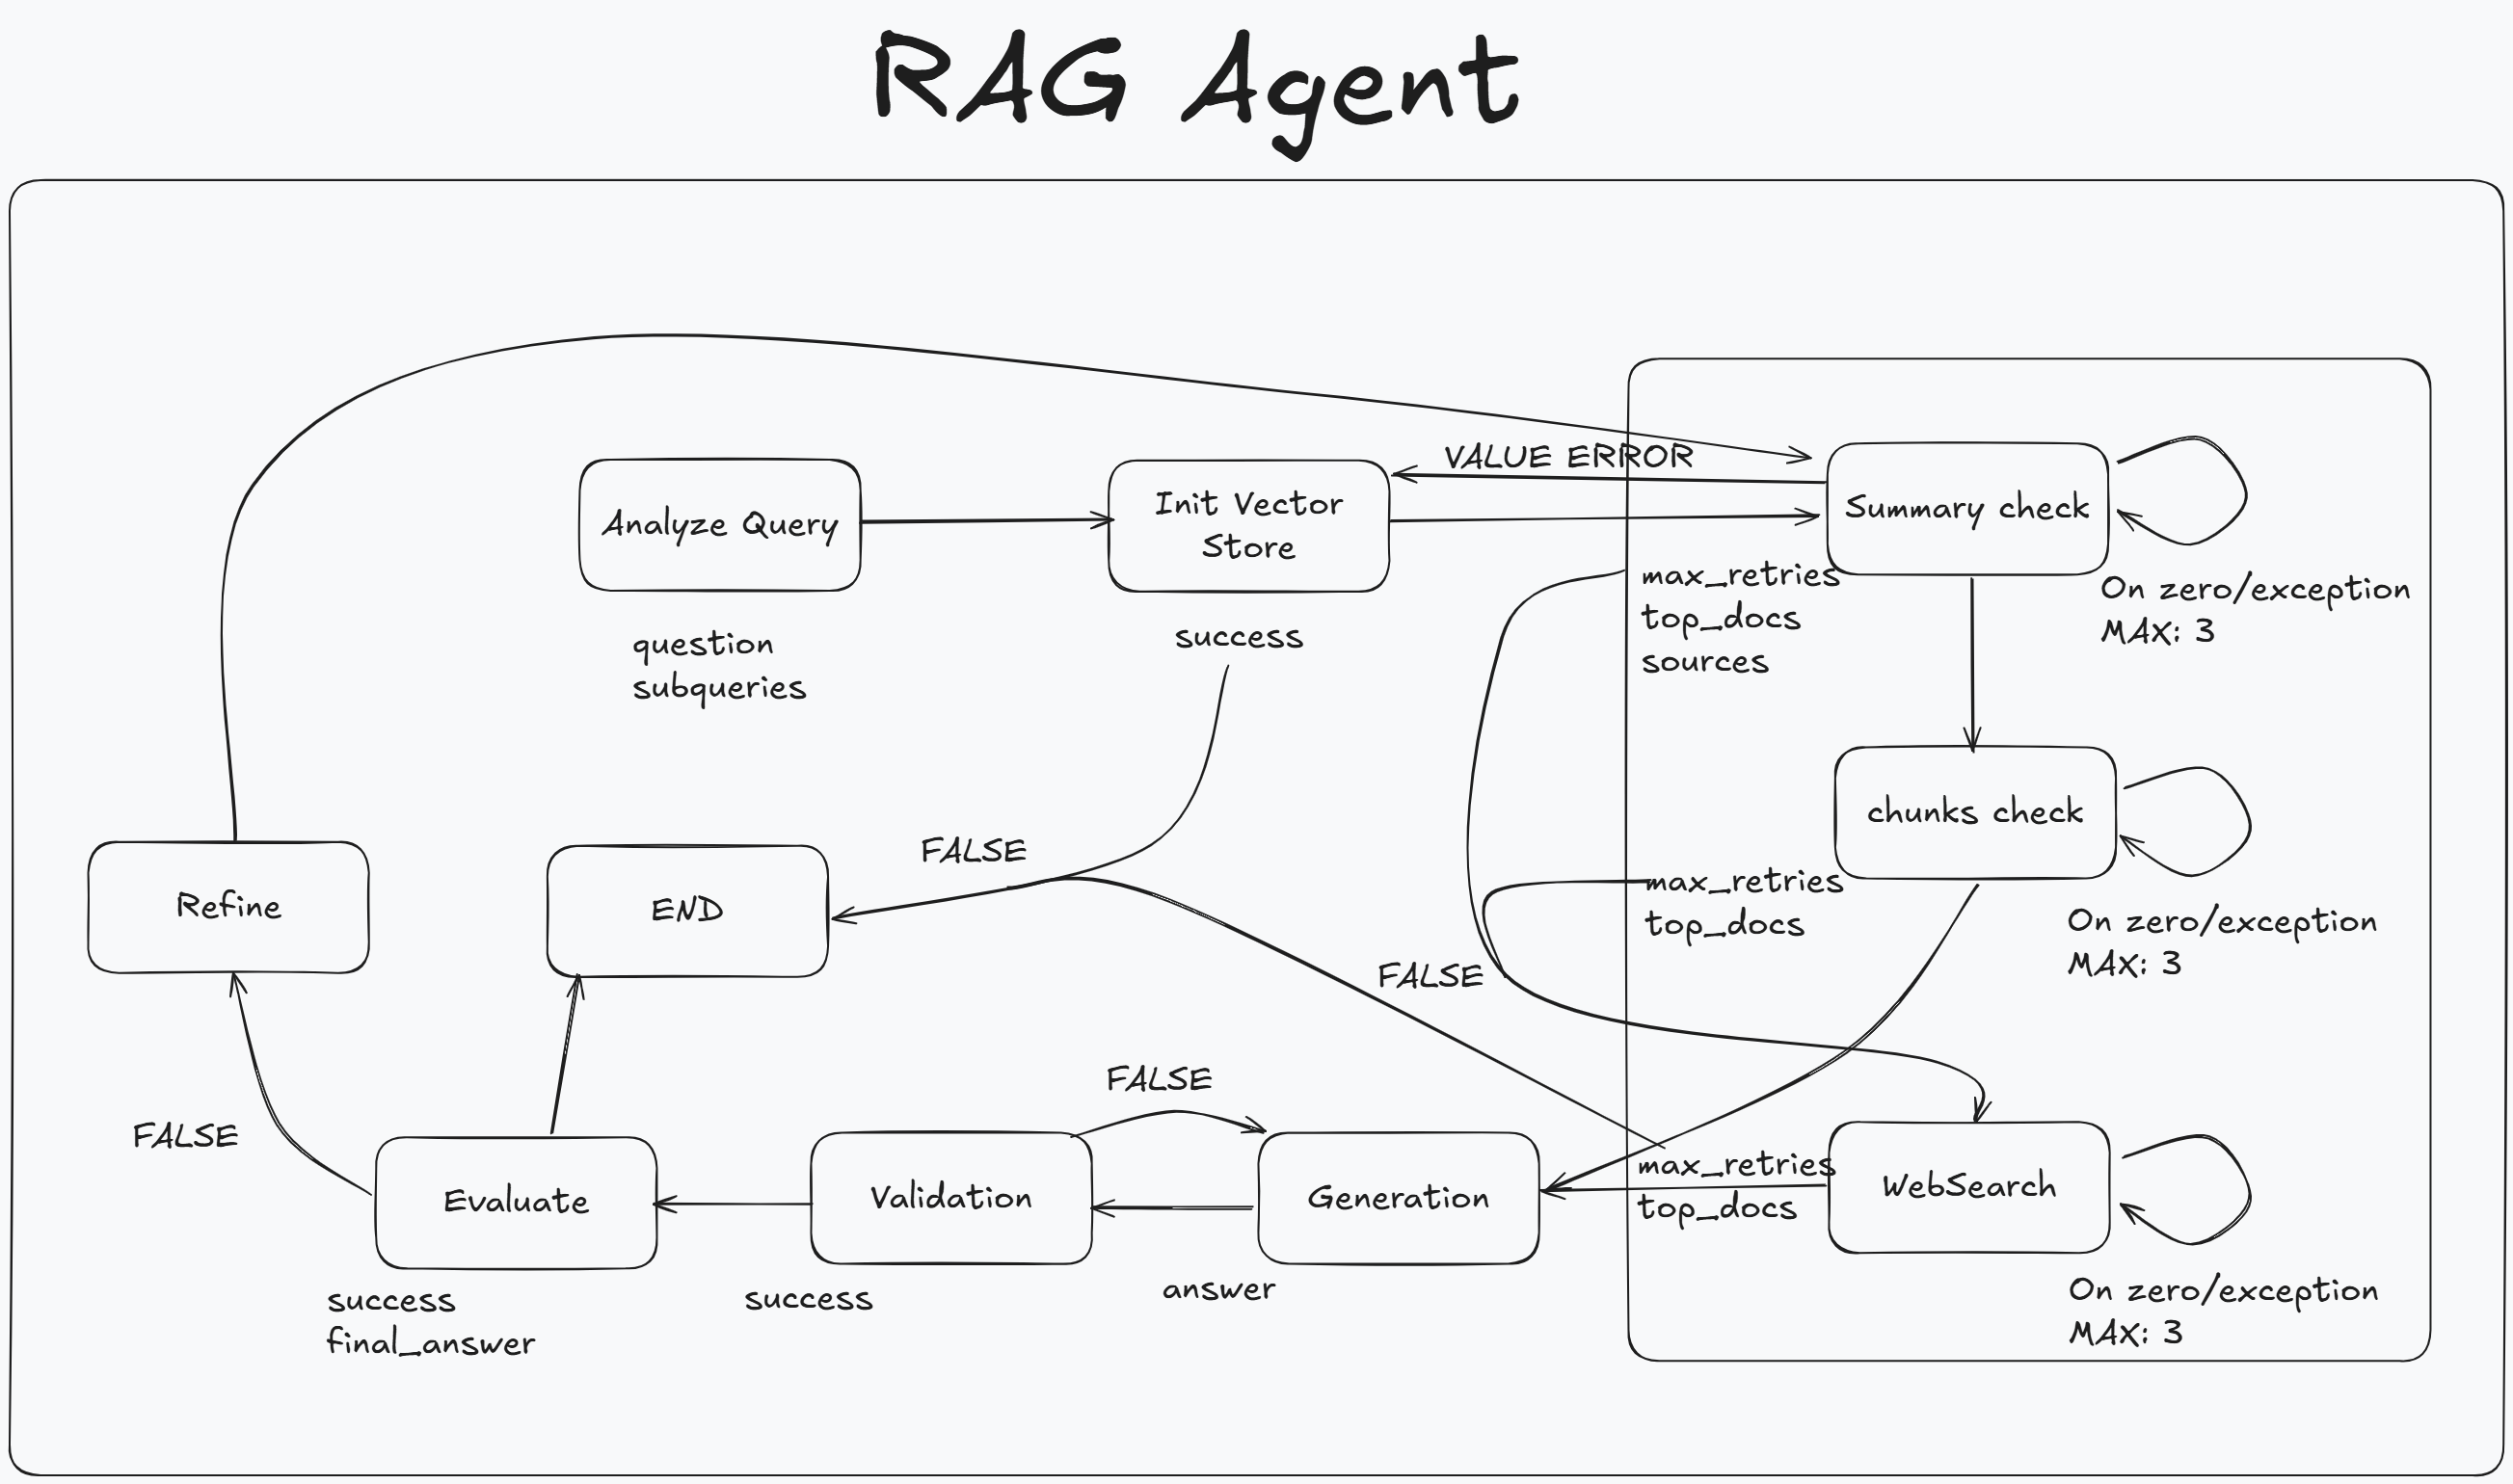 RAG Agent
VALUE ERROR
Analyze Query
Init Vector
Store
Summary check
question
subqueries
success
max_retries
top_docs
sources
On zero/exception
MAX: 3
chunks check
FALSE
Refine
END
max_retries
top_docs
On zero/exception
MAX: 3
FALSE
FALSE
FALSE
Evaluate
Validation
Generation
max_retries
top_docs
WebSearch
success
final_answer
success
answer
On zero/exception
MAX: 3